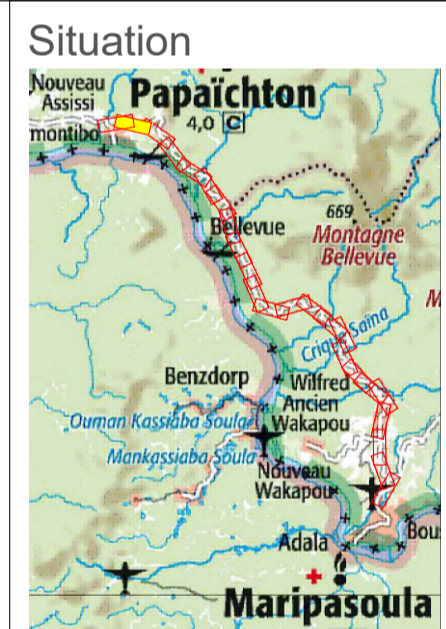 Situation
Nouveau
Assissi
Papaïchton
montibo
4,0 C
Bellevue
669
Montagne
Bellevue
M
Crique Saïna
Benzdorp
Wilfred
Ancien
Wakapou
Ouman Kassiaba Soula
Mankassiaba Soula
Nouveau
Wakapou
Adala
Bous
Maripasoula